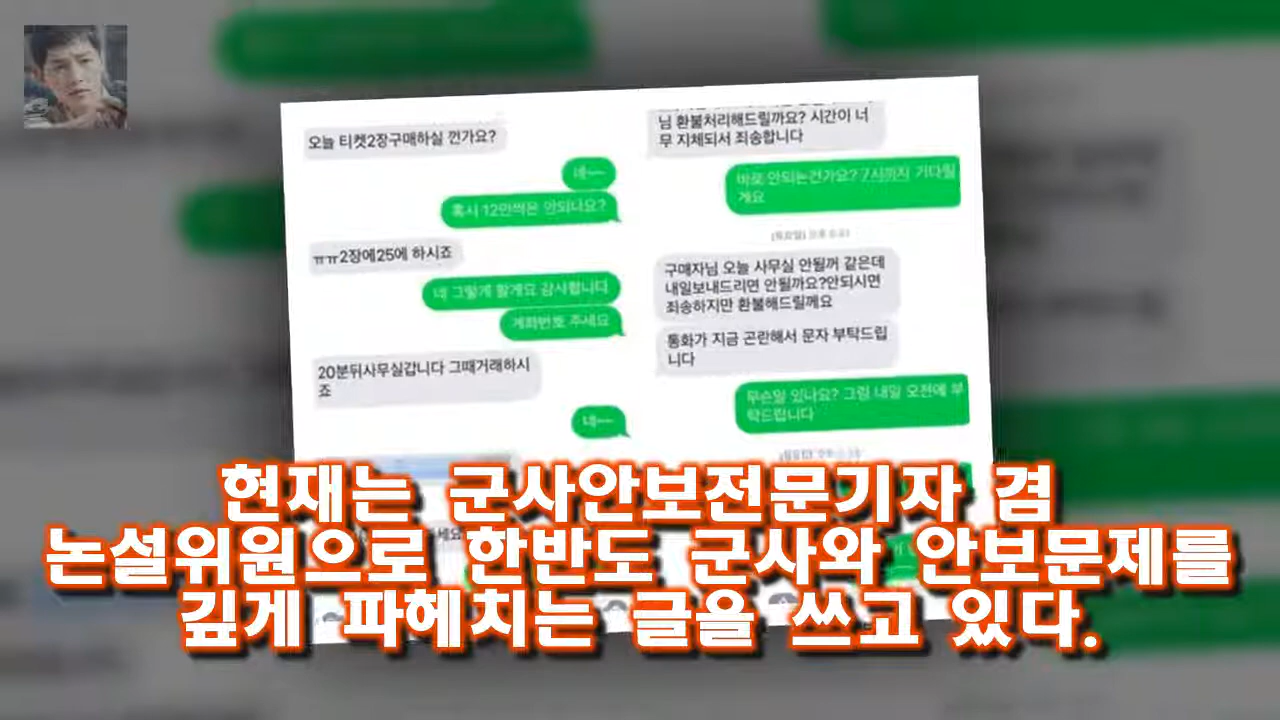 오늘 티켓2장구매하실 껀가요?
네~~
혹시 12만씩은 안되나요?
ㅠㅠ2장에25에 하시죠
네 그렇게 할게요 감사합니다
계좌번호 주세요
20분뒤사무실갑니다 그때거래하시
죠
네~~
님 환불처리해드릴까요? 시간이 너
무 지체되서 죄송합니다
바로 안되는건가요? 7시까지 기다릴
게요
구매자님 오늘 사무실 안될꺼 같은데
내일보내드리면 안될까요?안되시면
죄송하지만 환불해드릴께요
통화가 지금 곤란해서 문자 부탁드립
니다
무슨일 있나요? 그럼 내일 오전에 부
탁드립니다
현재는 군사안보전문기자 겸
논설위원으로 한반도 군사와 안보문제를
깊게 파헤치는 글을 쓰고 있다.